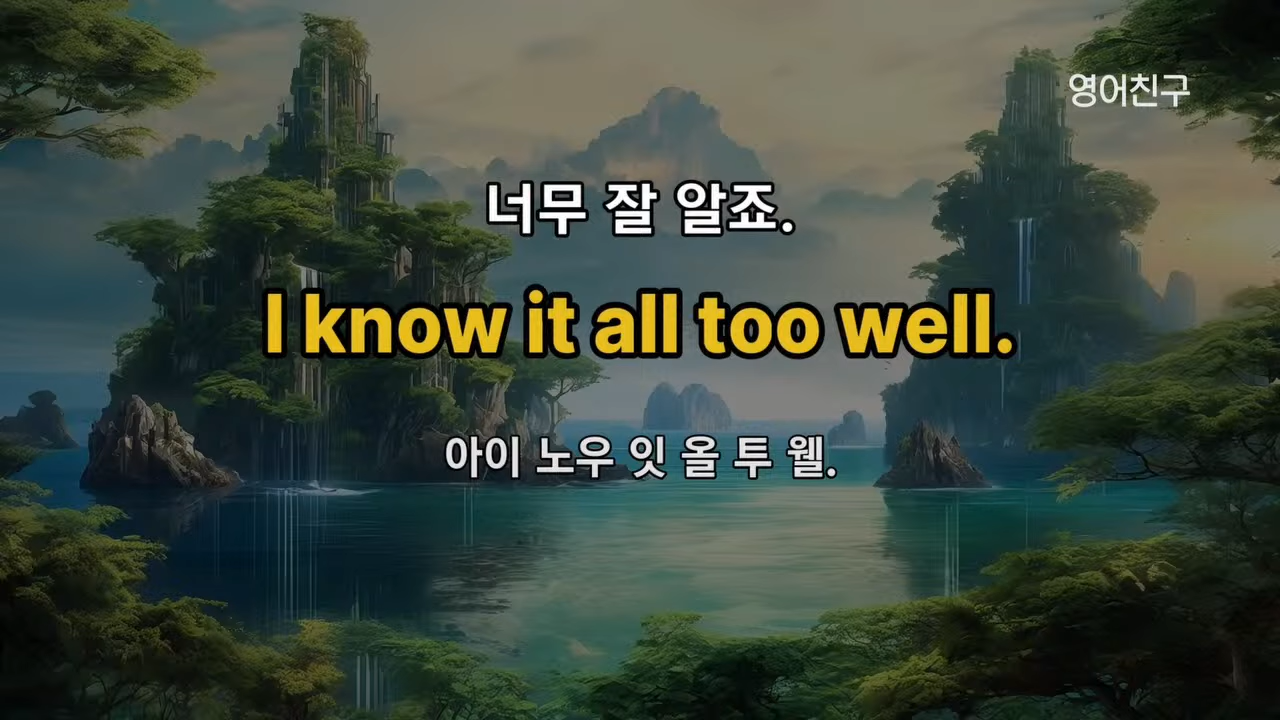 영어친구
너무 잘 알죠.
I know it all too well.
아이 노우 잇 올 투 웰.